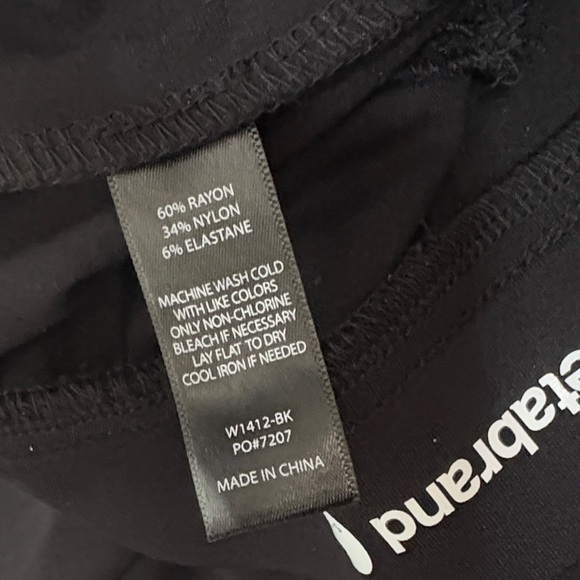 60% RAYON
34% NYLON
6% ELASTANE
MACHINE WASH COLD
WITH LIKE COLORS
ONLY NON-CHLORINE
BLEACH IF NECESSARY
LAY FLAT TO DRY
COOL IRON IF NEEDED
W1412-BK
PO#7207
MADE IN CHINA
etabrand